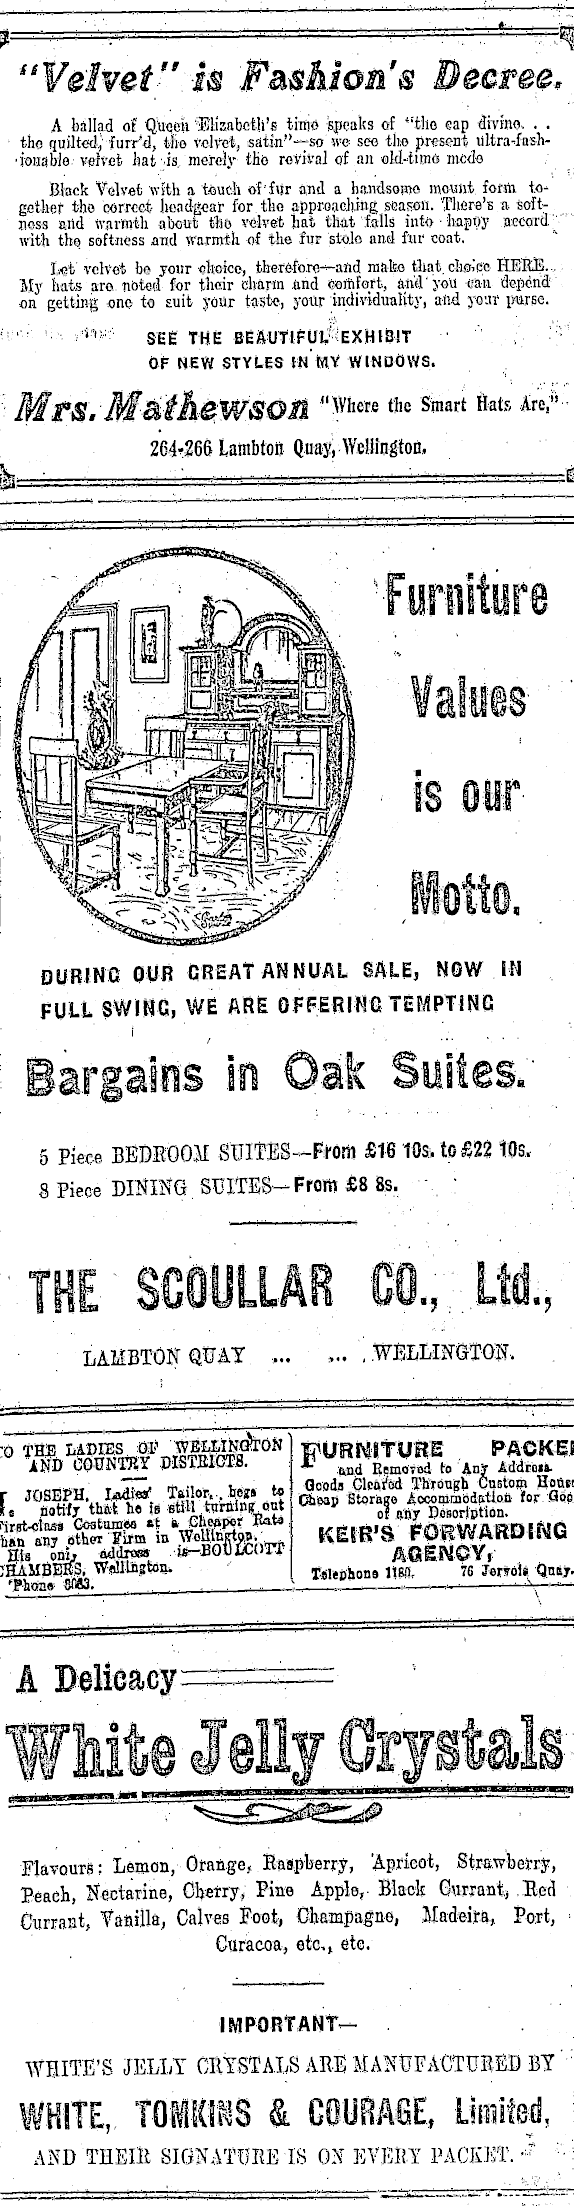 "Velvet" is Fashion's Decree.
A ballad of Queen Elizabeth's time speaks of "the cap divine. . .
the quilted, furr'd, the velvet, satin"—so we see the present ultra-fash-
ionable velvet hat is merely the revival of an old-time mode
Black Velvet with a touch of fur and a handsome mount form to-
gether the correct headgear for the approaching season. There's a soft-
ness and warmth about the velvet hat that falls into happy accord
with the softness and warmth of the fur stole and fur coat.
Let velvet be your choice, therefore—and make that choice HERE.
My hats are noted for their charm and comfort, and you can depend
on getting one to suit your taste, your individuality, and your purse.
SEE THE BEAUTIFUL EXHIBIT
OF NEW STYLES IN MY WINDOWS.
Mrs. Mathewson "Where the Smart Hats Are,"
264-266 Lambton Quay, Wellington.
Furniture
Values
is our
Motto.
DURING OUR GREAT ANNUAL SALE, NOW IN
FULL SWING, WE ARE OFFERING TEMPTING
Bargains in Oak Suites.
5 Piece BEDROOM SUITES—From £16 10s. to £22 10s.
8 Piece DINING SUITES—From £8 8s.
THE SCOULLAR CO., Ltd.,
LAMBTON QUAY ... ... WELLINGTON.
O THE LADIES OF WELLINGTON
AND COUNTRY DISTRICTS.
JOSEPH, Ladies' Tailor, begs to
notify that he is still turning out
First-class Costumes at a Cheaper Rate
han any other Firm in Wellington.
His only address is—BOULCOTT
CHAMBERS, Wellington.
'Phone 3083.
FURNITURE PACKE
and Removed to Any Address.
Goods Cleared Through Custom House
Cheap Storage Accommodation for Goo
of any Description.
KEIR'S FORWARDING
AGENCY,
Telephone 1180. 76 Jervois Quay.
A Delicacy
White Jelly Crystals
Flavours: Lemon, Orange, Raspberry, Apricot, Strawberry,
Peach, Nectarine, Cherry, Pine Apple, Black Currant, Red
Currant, Vanilla, Calves Foot, Champagne, Madeira, Port,
Curacoa, etc., etc.
IMPORTANT—
WHITE'S JELLY CRYSTALS ARE MANUFACTURED BY
WHITE, TOMKINS & COURAGE, Limited,
AND THEIR SIGNATURE IS ON EVERY PACKET.